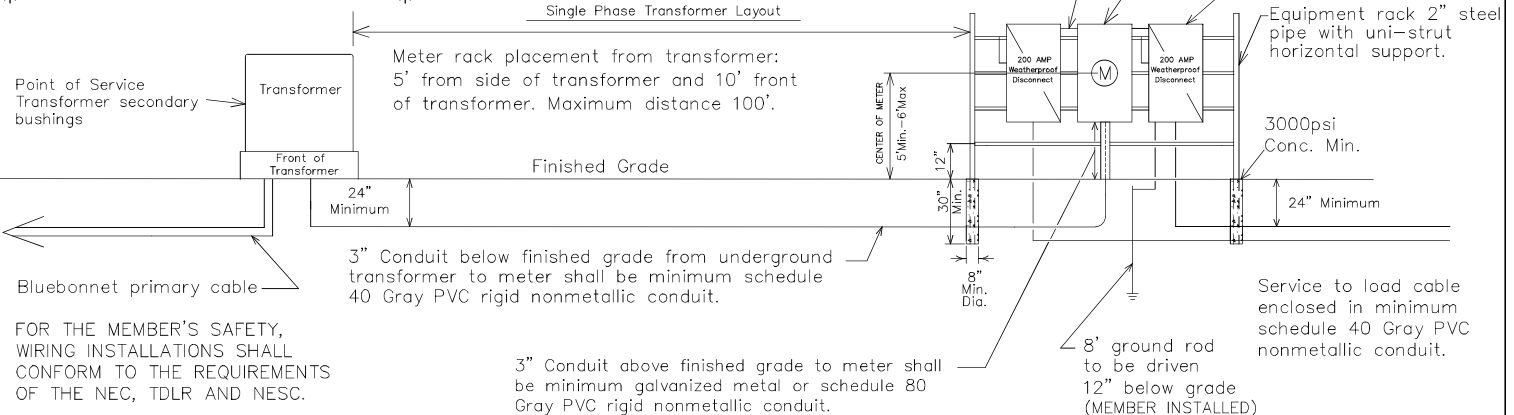 Single Phase Transformer Layout
Meter rack placement from transformer:
5' from side of transformer and 10' front
of transformer. Maximum distance 100'.
Point of Service
Transformer secondary
bushings
Transformer
Front of
Transformer
Finished Grade
24"
Minimum
CENTER OF METER
5'Min.-6'Max
12"
30"
Min.
8"
Min.
Dia.
200 AMP
Weatherproof
Disconnect
M
200 AMP
Weatherproof
Disconnect
Equipment rack 2" steel
pipe with uni-strut
horizontal support.
3000psi
Conc. Min.
24" Minimum
Bluebonnet primary cable
3" Conduit below finished grade from underground
transformer to meter shall be minimum schedule
40 Gray PVC rigid nonmetallic conduit.
FOR THE MEMBER'S SAFETY,
WIRING INSTALLATIONS SHALL
CONFORM TO THE REQUIREMENTS
OF THE NEC, TDLR AND NESC.
3" Conduit above finished grade to meter shall
be minimum galvanized metal or schedule 80
Gray PVC rigid nonmetallic conduit.
8' ground rod
to be driven
12" below grade
(MEMBER INSTALLED)
Service to load cable
enclosed in minimum
schedule 40 Gray PVC
nonmetallic conduit.